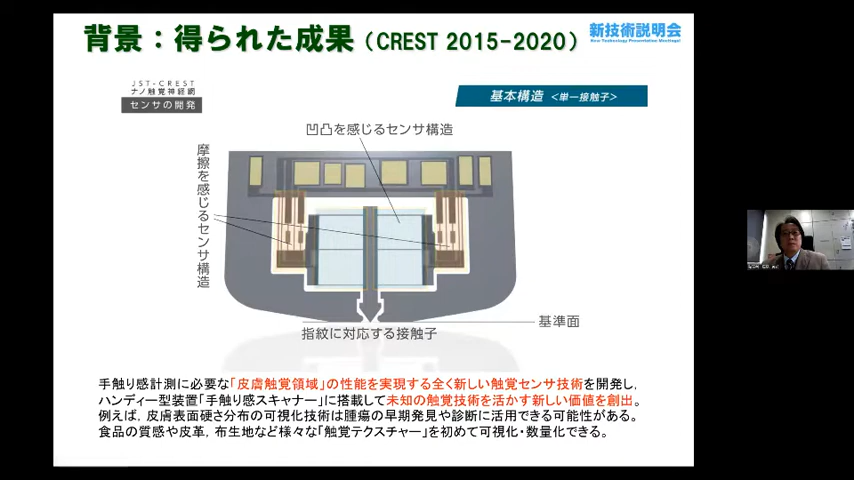 背景：得られた成果（CREST 2015-2020）
新技術説明会
New Technology Presentation Meetings!
JST・CREST
ナノ触覚神経網
センサの開発
基本構造 ＜単一接触子＞
凹凸を感じるセンサ構造
摩擦を感じるセンサ構造
基準面
指紋に対応する接触子
手触り感計測に必要な「皮膚触覚領域」の性能を実現する全く新しい触覚センサ技術を開発し，
ハンディー型装置「手触り感スキャナー」に搭載して未知の触覚技術を活かす新しい価値を創出。
例えば，皮膚表面硬さ分布の可視化技術は腫瘍の早期発見や診断に活用できる可能性がある。
食品の質感や皮革，布生地など様々な「触覚テクスチャー」を初めて可視化・数量化できる。